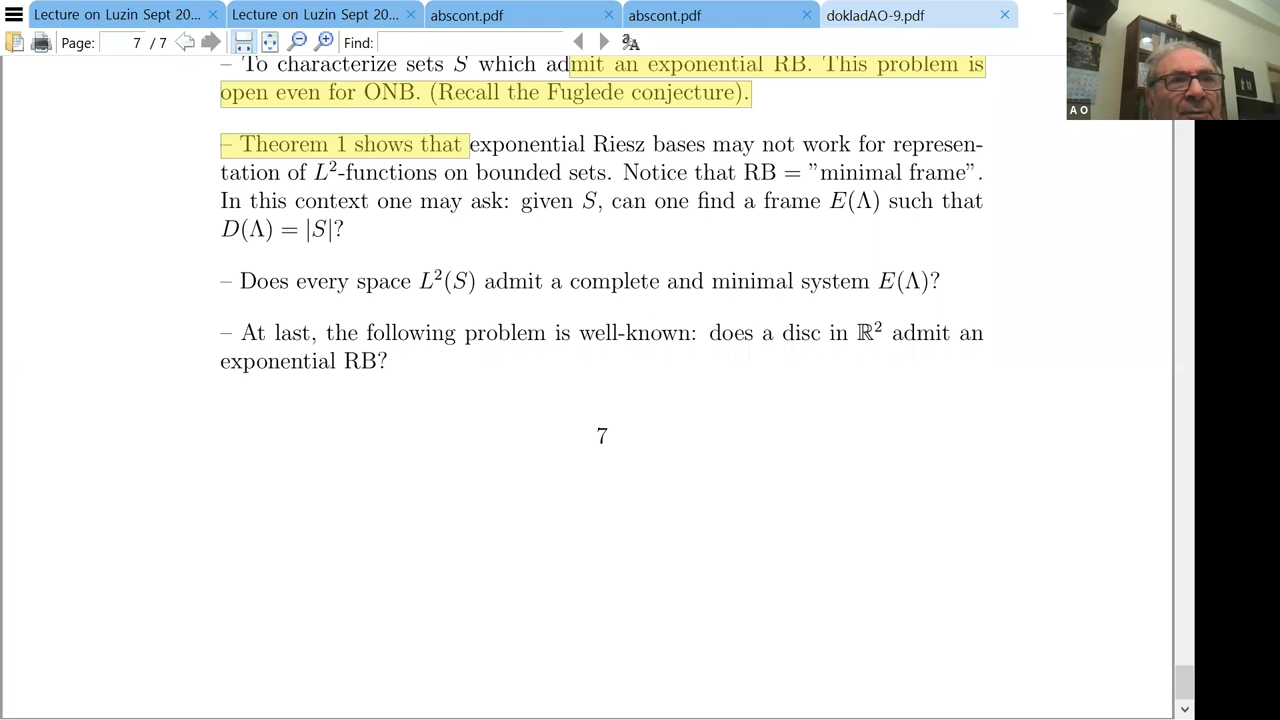 Lecture on Luzin Sept 20...
Lecture on Luzin Sept 20...
abscont.pdf
abscont.pdf
dokladAO-9.pdf
Page: 7 / 7 Find:
– To characterize sets S which admit an exponential RB. This problem is
open even for ONB. (Recall the Fuglede conjecture).
– Theorem 1 shows that exponential Riesz bases may not work for represen-
tation of L²-functions on bounded sets. Notice that RB = ”minimal frame”.
In this context one may ask: given S, can one find a frame E(Λ) such that
D(Λ) = |S|?
– Does every space L²(S) admit a complete and minimal system E(Λ)?
– At last, the following problem is well-known: does a disc in ℝ² admit an
exponential RB?
7
A O